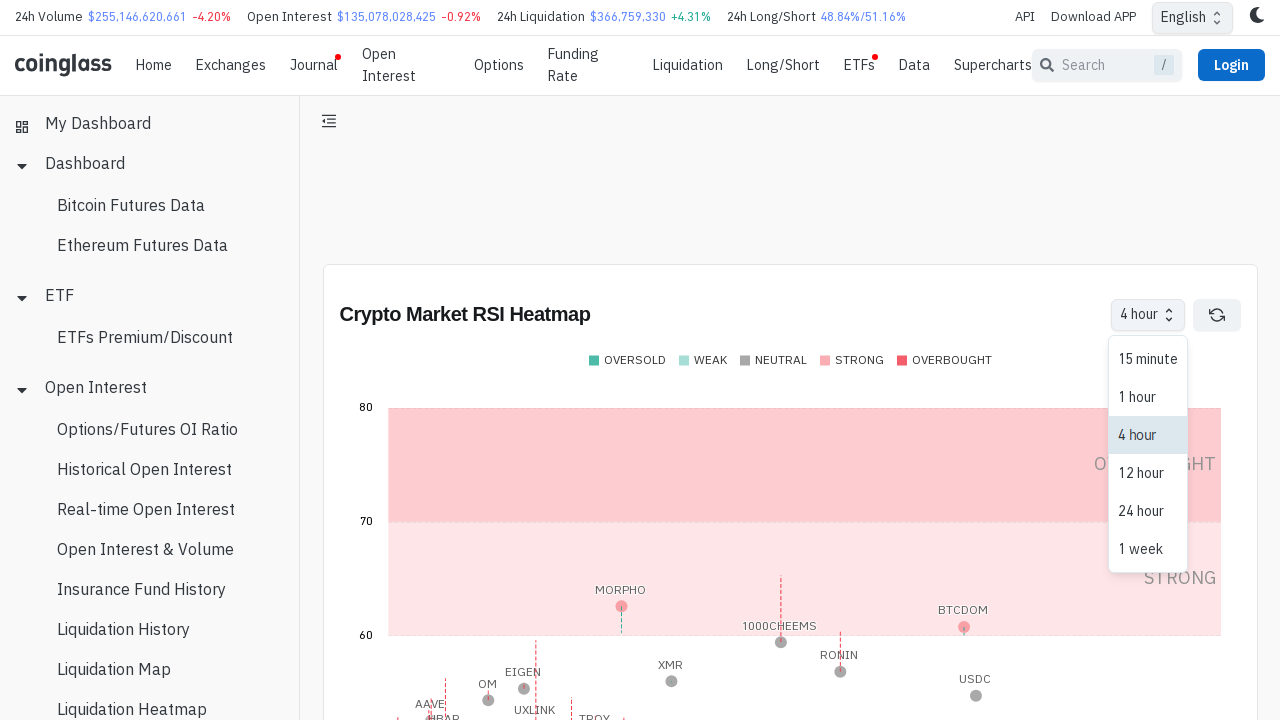 24h Volume $255,146,620,661 -4.20% Open Interest $135,078,028,425 -0.92% 24h Liquidation $366,759,330 +4.31% 24h Long/Short 48.84%/51.16% API Download APP English
coinglass Home Exchanges Journal Open Interest Options Funding Rate Liquidation Long/Short ETFs Data Supercharts Search / Login
My Dashboard
Dashboard
Bitcoin Futures Data
Ethereum Futures Data
ETF
ETFs Premium/Discount
Open Interest
Options/Futures OI Ratio
Historical Open Interest
Real-time Open Interest
Open Interest & Volume
Insurance Fund History
Liquidation History
Liquidation Map
Liquidation Heatmap
Crypto Market RSI Heatmap
4 hour
15 minute
1 hour
4 hour
12 hour
24 hour
1 week
OVERSOLD WEAK NEUTRAL STRONG OVERBOUGHT
80
70
STRONG
MORPHO
BTCDOM
1000CHEEMS
60
RONIN
XMR
EIGEN
USDC
OM
AAVE
UXLINK